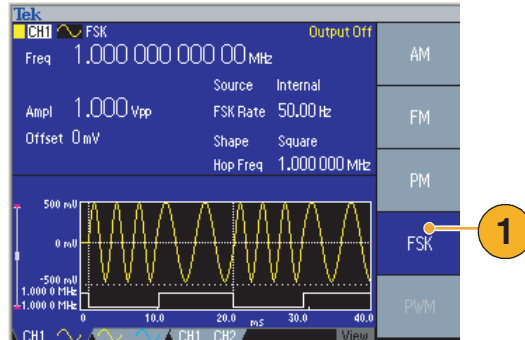 Tek
CH1 FSK Output Off
Freq 1.000 000 000 00 MHz
Source Internal
Ampl 1.000 Vpp FSK Rate 50.00 Hz
Offset 0 mV
Shape Square
Hop Freq 1.000 000 MHz
500 mV
0 mV
-500 mV
1.000 0 MHz
1.000 0 MHz
0 10.0 20.0 ms 30.0 40.0
CH1 CH1 CH2 View
AM
FM
PM
FSK
PWM
1